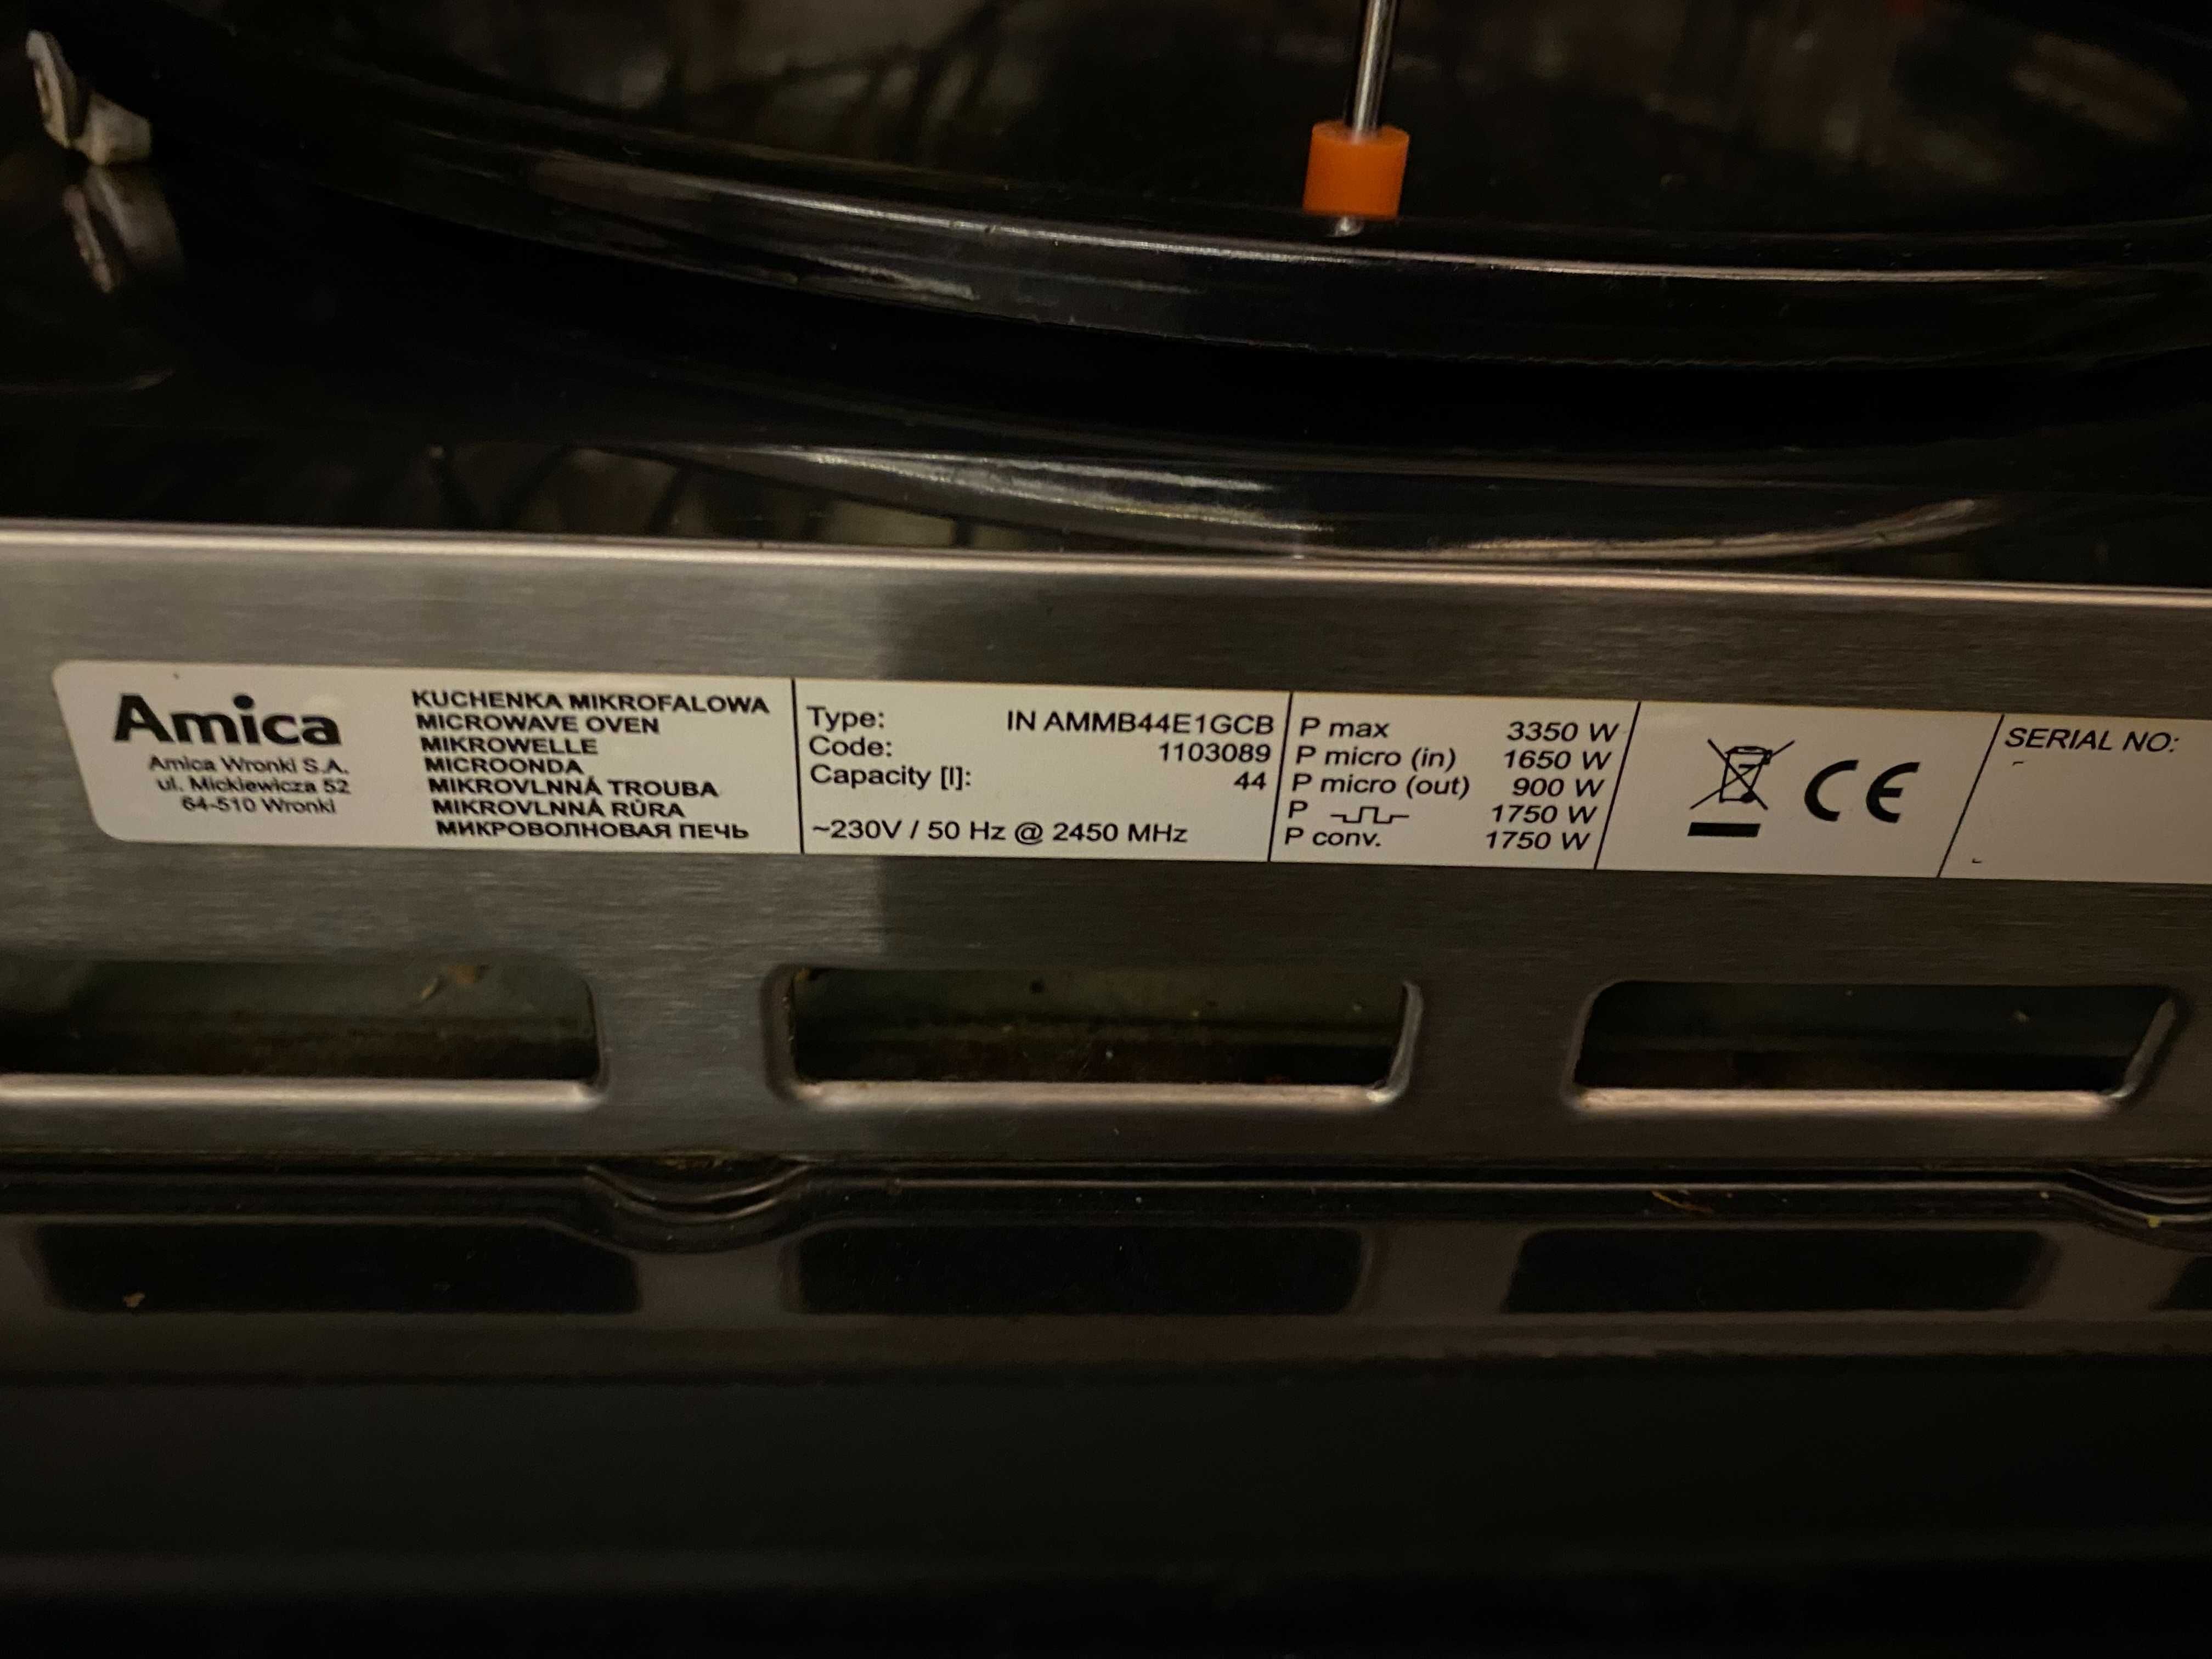 Amica
Amica Wronki S.A.
ul. Mickiewicza 52
64-510 Wronki
KUCHENKA MIKROFALOWA
MICROWAVE OVEN
MIKROWELLE
MICROONDA
MIKROVLNNÁ TROUBA
MIKROVLNNÁ RÚRA
МИКРОВОЛНОВАЯ ПЕЧЬ
Type: IN AMMB44E1GCB
Code: 1103089
Capacity [l]: 44
~230V / 50 Hz @ 2450 MHz
P max 3350 W
P micro (in) 1650 W
P micro (out) 900 W
P 1750 W
P conv. 1750 W
CE
SERIAL NO: